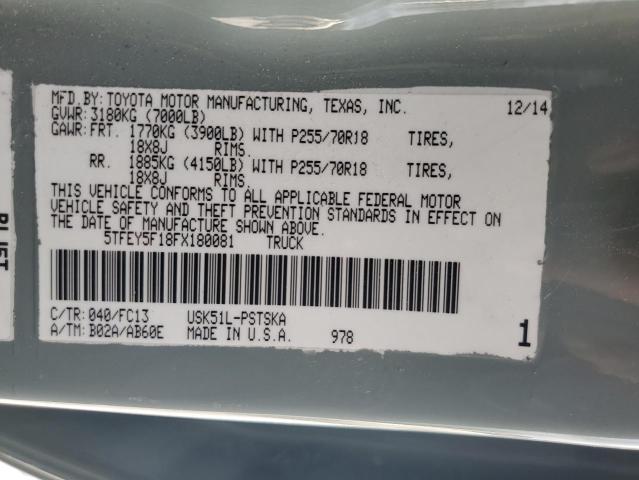 MFD.BY: TOYOTA MOTOR MANUFACTURING, TEXAS, INC. 12/14
GVWR: 3180KG (7000LB)
GAWR: FRT. 1770KG (3900LB) WITH P255/70R18 TIRES,
18X8J RIMS.
RR. 1885KG (4150LB) WITH P255/70R18 TIRES,
18X8J RIMS.
THIS VEHICLE CONFORMS TO ALL APPLICABLE FEDERAL MOTOR
VEHICLE SAFETY AND THEFT PREVENTION STANDARDS IN EFFECT ON
THE DATE OF MANUFACTURE SHOWN ABOVE.
5TFEY5F18FX180081 TRUCK
C/TR: 040/FC13 USK51L-PSTSKA
A/TM: B02A/AB60E MADE IN U.S.A. 978 1